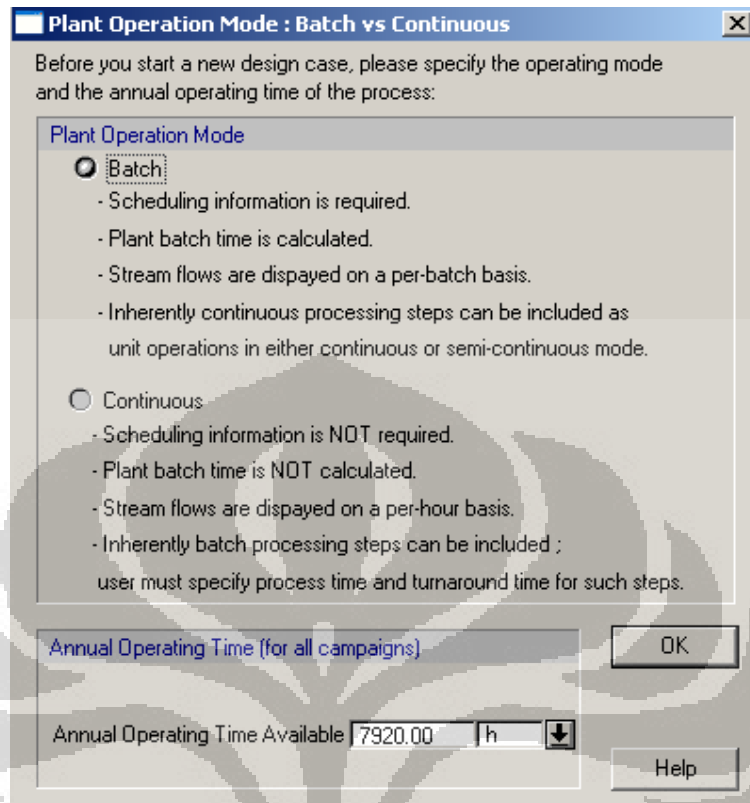 Plant Operation Mode : Batch vs Continuous
Before you start a new design case, please specify the operating mode
and the annual operating time of the process:
Plant Operation Mode
Batch
- Scheduling information is required.
- Plant batch time is calculated.
- Stream flows are dispayed on a per-batch basis.
- Inherently continuous processing steps can be included as
unit operations in either continuous or semi-continuous mode.
Continuous
- Scheduling information is NOT required.
- Plant batch time is NOT calculated.
- Stream flows are dispayed on a per-hour basis.
- Inherently batch processing steps can be included ;
user must specify process time and turnaround time for such steps.
Annual Operating Time (for all campaigns)
OK
Annual Operating Time Available 7920.00 h
Help